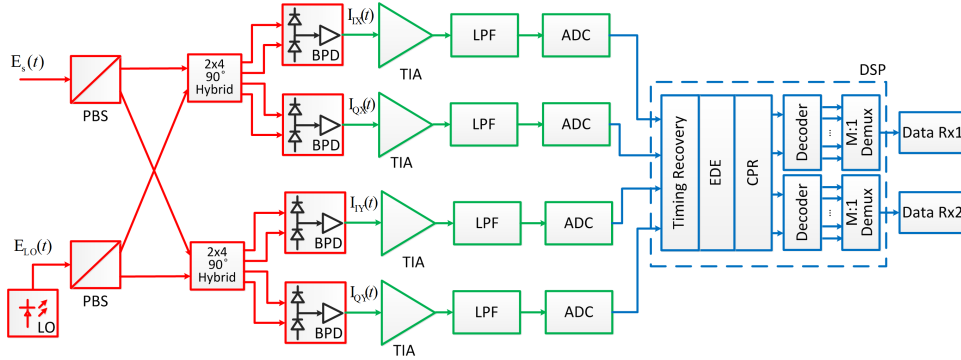 E_s(t)
PBS
2x4
90°
Hybrid
BPD
I_IX(t)
TIA
LPF
ADC
BPD
I_QX(t)
TIA
LPF
ADC
E_LO(t)
PBS
LO
2x4
90°
Hybrid
BPD
I_IY(t)
TIA
LPF
ADC
BPD
I_QY(t)
TIA
LPF
ADC
DSP
Timing Recovery
EDE
CPR
Decoder
...
M:1
Demux
Data Rx1
Decoder
...
M:1
Demux
Data Rx2